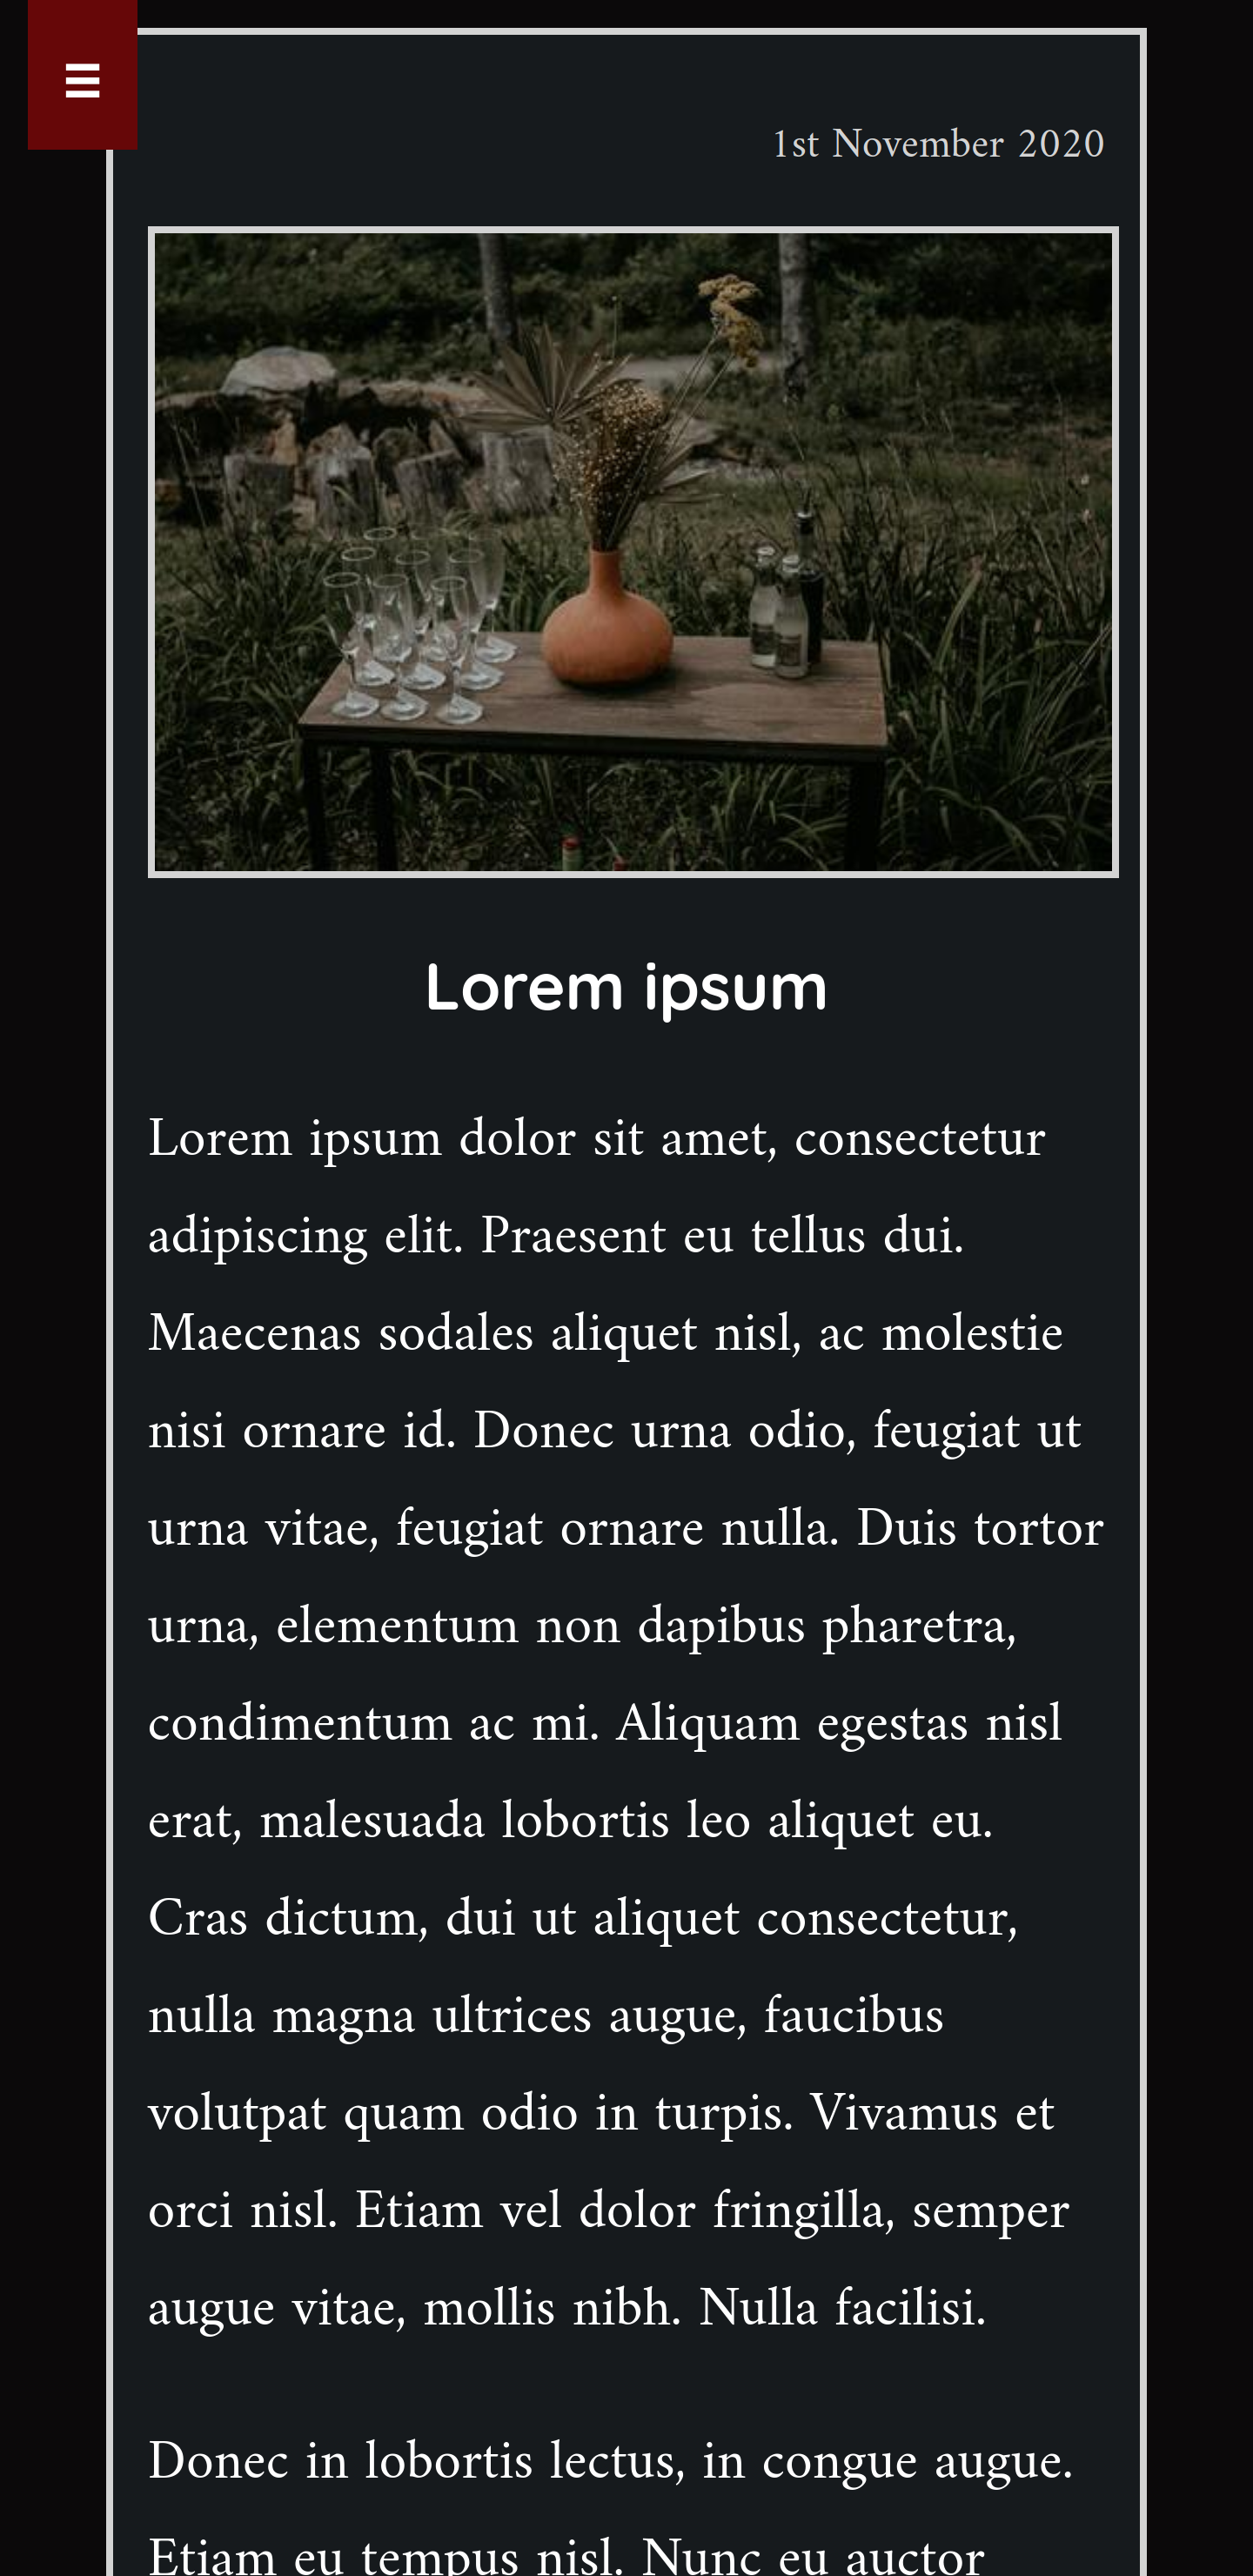 1st November 2020
Lorem ipsum
Lorem ipsum dolor sit amet, consectetur
adipiscing elit. Praesent eu tellus dui.
Maecenas sodales aliquet nisl, ac molestie
nisi ornare id. Donec urna odio, feugiat ut
urna vitae, feugiat ornare nulla. Duis tortor
urna, elementum non dapibus pharetra,
condimentum ac mi. Aliquam egestas nisl
erat, malesuada lobortis leo aliquet eu.
Cras dictum, dui ut aliquet consectetur,
nulla magna ultrices augue, faucibus
volutpat quam odio in turpis. Vivamus et
orci nisl. Etiam vel dolor fringilla, semper
augue vitae, mollis nibh. Nulla facilisi.
Donec in lobortis lectus, in congue augue.
Etiam eu tempus nisl. Nunc eu auctor